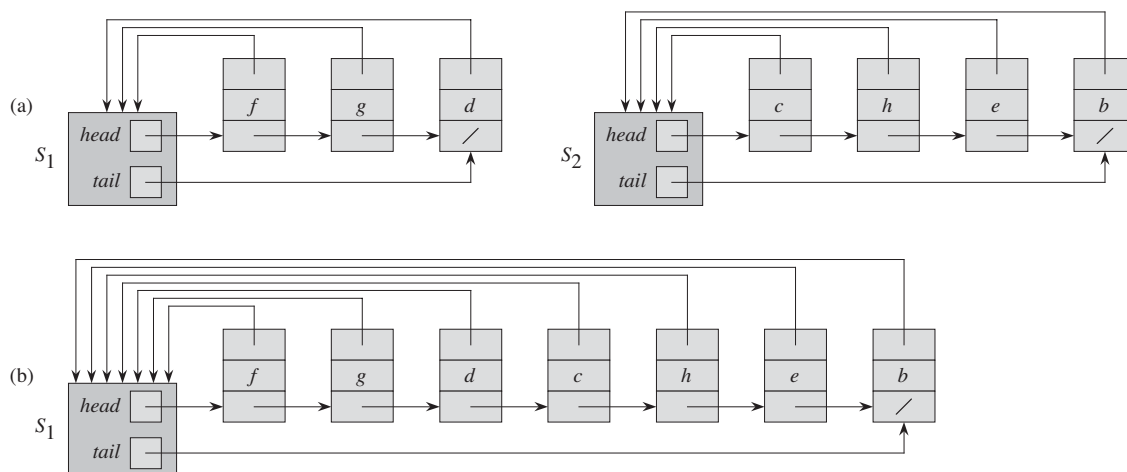 f g d c h e b
(a)
head head
S1 S2
tail tail
f g d c h e b
(b)
head
S1
tail